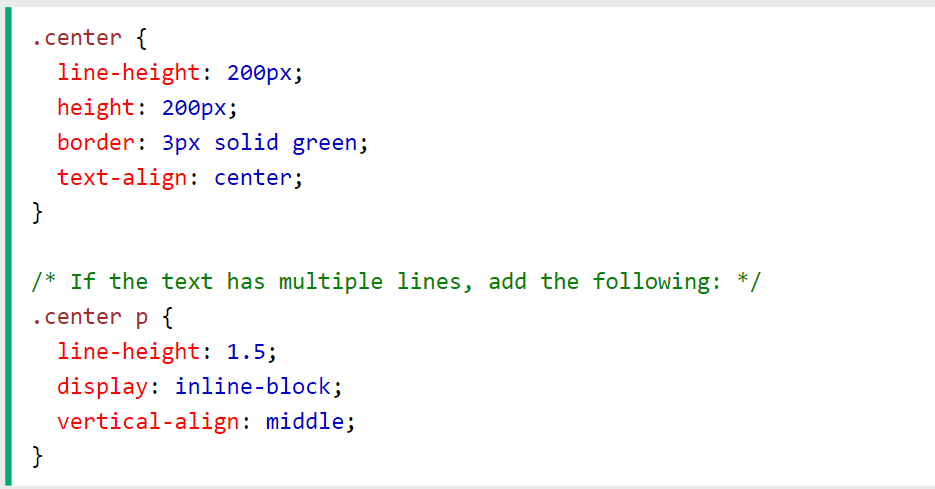 .center {
  line-height: 200px;
  height: 200px;
  border: 3px solid green;
  text-align: center;
}

/* If the text has multiple lines, add the following: */
.center p {
  line-height: 1.5;
  display: inline-block;
  vertical-align: middle;
}